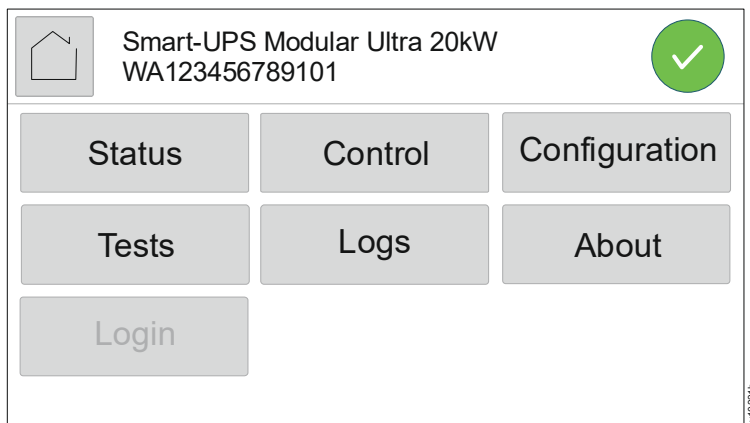 Smart-UPS Modular Ultra 20kW
WA123456789101
Status
Control
Configuration
Tests
Logs
About
Login